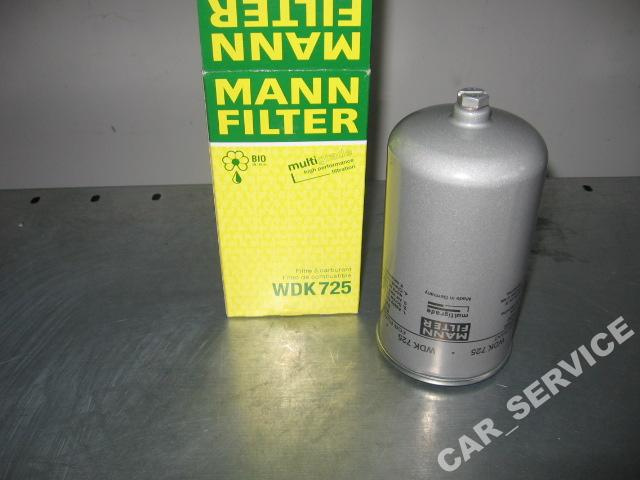 MANN
FILTER
MANN
FILTER
BIO
multigrade
high performance
filtration
Filtre à carburant
Filtro de combustible
WDK 725
Made in Germany
multigrade
MANN
FILTER
WDK 725 • WDK 725
CAR_SERVICE